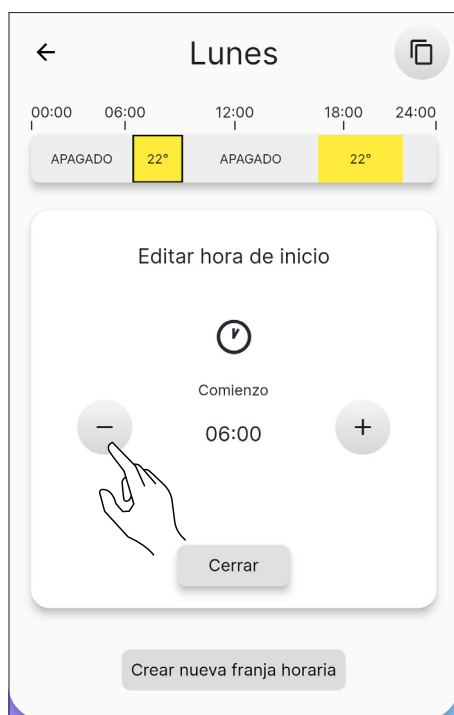 Lunes
00:00 06:00 12:00 18:00 24:00
APAGADO 22° APAGADO 22°
Editar hora de inicio
Comienzo
− 06:00 +
Cerrar
Crear nueva franja horaria